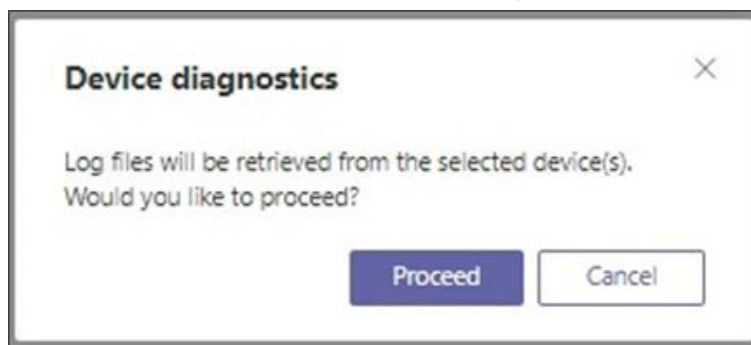 Device diagnostics
Log files will be retrieved from the selected device(s).
Would you like to proceed?
Proceed
Cancel